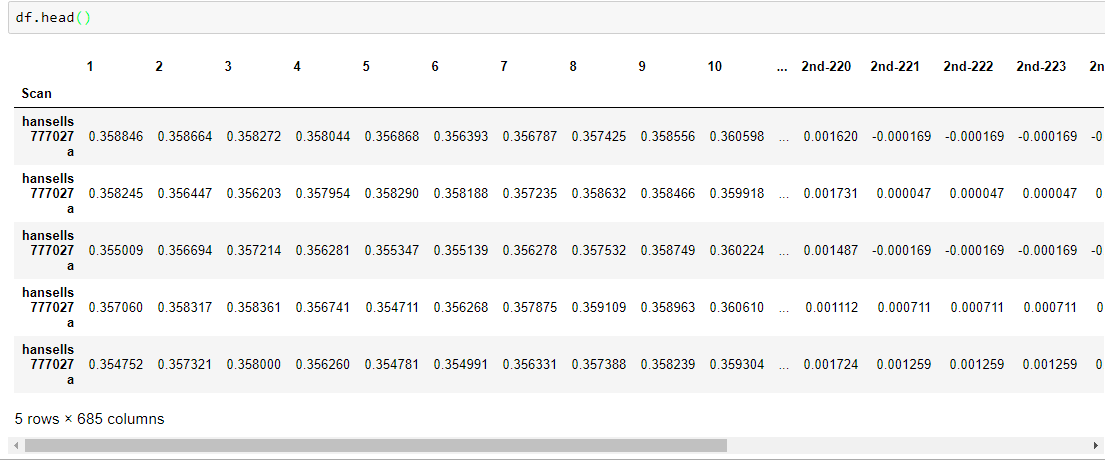 df.head()
1 2 3 4 5 6 7 8 9 10 ... 2nd-220 2nd-221 2nd-222 2nd-223 2n
Scan
hansells
777027 0.358846 0.358664 0.358272 0.358044 0.356868 0.356393 0.356787 0.357425 0.358556 0.360598 ... 0.001620 -0.000169 -0.000169 -0.000169 -0
a
hansells
777027 0.358245 0.356447 0.356203 0.357954 0.358290 0.358188 0.357235 0.358632 0.358466 0.359918 ... 0.001731 0.000047 0.000047 0.000047 0
a
hansells
777027 0.355009 0.356694 0.357214 0.356281 0.355347 0.355139 0.356278 0.357532 0.358749 0.360224 ... 0.001487 -0.000169 -0.000169 -0.000169 -0
a
hansells
777027 0.357060 0.358317 0.358361 0.356741 0.354711 0.356268 0.357875 0.359109 0.358963 0.360610 ... 0.001112 0.000711 0.000711 0.000711 0
a
hansells
777027 0.354752 0.357321 0.358000 0.356260 0.354781 0.354991 0.356331 0.357388 0.358239 0.359304 ... 0.001724 0.001259 0.001259 0.001259 0
a
5 rows × 685 columns